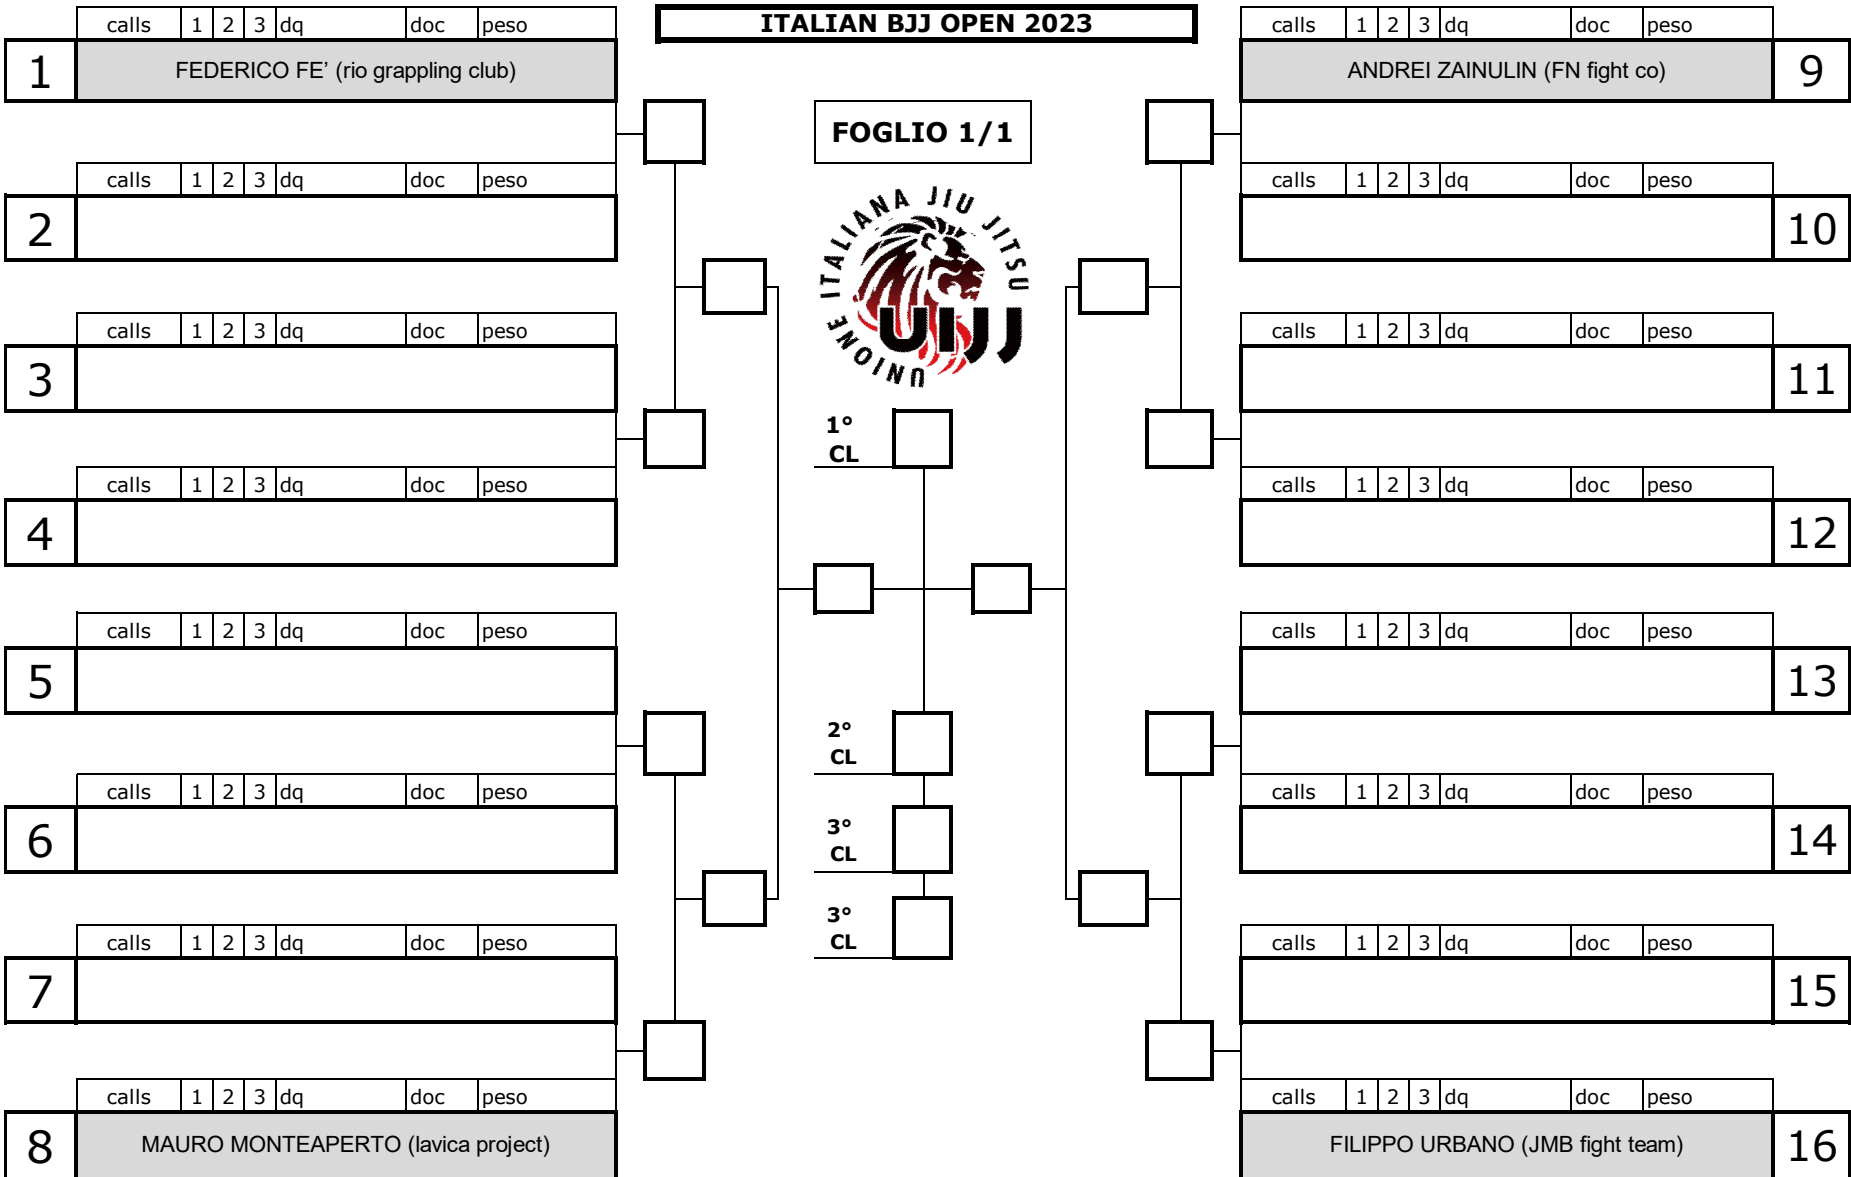 calls 1 2 3 dq doc peso
ITALIAN BJJ OPEN 2023
calls 1 2 3 dq doc peso
1 FEDERICO FE’ (rio grappling club)
ANDREI ZAINULIN (FN fight co) 9
FOGLIO 1/1
calls 1 2 3 dq doc peso
calls 1 2 3 dq doc peso
2
10
UNIONE ITALIANA JIU JITSU
UIJJ
calls 1 2 3 dq doc peso
calls 1 2 3 dq doc peso
3
11
1°
CL
calls 1 2 3 dq doc peso
calls 1 2 3 dq doc peso
4
12
calls 1 2 3 dq doc peso
calls 1 2 3 dq doc peso
5
13
2°
CL
calls 1 2 3 dq doc peso
calls 1 2 3 dq doc peso
6
14
3°
CL
3°
CL
calls 1 2 3 dq doc peso
calls 1 2 3 dq doc peso
7
15
calls 1 2 3 dq doc peso
calls 1 2 3 dq doc peso
8 MAURO MONTEAPERTO (lavica project)
FILIPPO URBANO (JMB fight team) 16